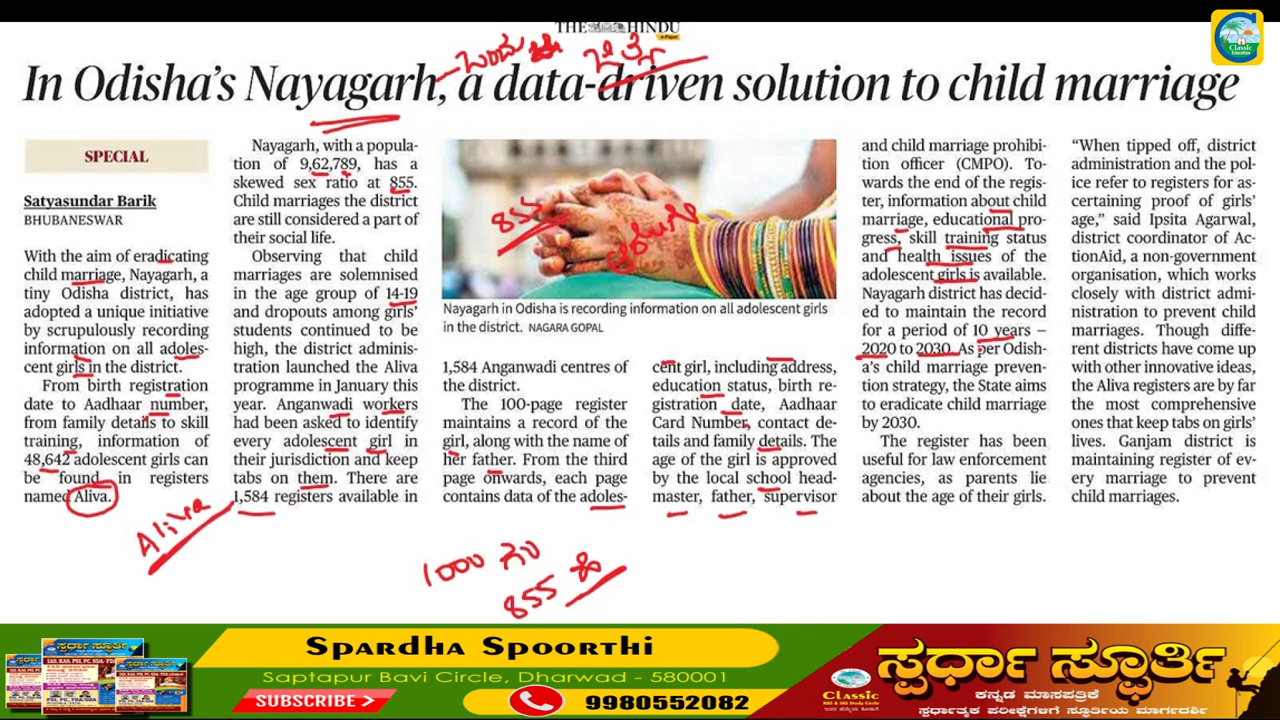 THE HINDU
e-Paper
Classic
Education
In Odisha's Nayagarh, a data-driven solution to child marriage
SPECIAL
Satyasundar Barik
BHUBANESWAR
With the aim of eradicating
child marriage, Nayagarh, a
tiny Odisha district, has
adopted a unique initiative
by scrupulously recording
information on all adoles-
cent girls in the district.
From birth registration
date to Aadhaar number,
from family details to skill
training, information of
48,642 adolescent girls can
be found in registers
named Aliva.
Aliva
Nayagarh, with a popula-
tion of 9,62,789, has a
skewed sex ratio at 855.
Child marriages the district
are still considered a part of
their social life.
Observing that child
marriages are solemnised
in the age group of 14-19
and dropouts among girls'
students continued to be
high, the district adminis-
tration launched the Aliva
programme in January this
year. Anganwadi workers
had been asked to identify
every adolescent girl in
their jurisdiction and keep
tabs on them. There are
1,584 registers available in
855
Nayagarh in Odisha is recording information on all adolescent girls
in the district. NAGARA GOPAL
1,584 Anganwadi centres of
the district.
The 100-page register
maintains a record of the
girl, along with the name of
her father. From the third
page onwards, each page
contains data of the adoles-
cent girl, including address,
education status, birth re-
gistration date, Aadhaar
Card Number, contact de-
tails and family details. The
age of the girl is approved
by the local school head-
master, father, supervisor
and child marriage prohibi-
tion officer (CMPO). To-
wards the end of the regis-
ter, information about child
marriage, educational pro-
gress, skill training status
and health issues of the
adolescent girls is available.
Nayagarh district has decid-
ed to maintain the record
for a period of 10 years –
2020 to 2030. As per Odish-
a's child marriage preven-
tion strategy, the State aims
to eradicate child marriage
by 2030.
The register has been
useful for law enforcement
agencies, as parents lie
about the age of their girls.
"When tipped off, district
administration and the pol-
ice refer to registers for as-
certaining proof of girls'
age," said Ipsita Agarwal,
district coordinator of Ac-
tionAid, a non-government
organisation, which works
closely with district admi-
nistration to prevent child
marriages. Though diffe-
rent districts have come up
with other innovative ideas,
the Aliva registers are by far
the most comprehensive
ones that keep tabs on girls'
lives. Ganjam district is
maintaining register of ev-
ery marriage to prevent
child marriages.
1000 ಗಂ
855 ಹೆ
Spardha Spoorthi
Saptapur Bavi Circle, Dharwad - 580001
SUBSCRIBE >
9980552082
Classic
KAS & IAS Study Circle
ಸ್ಪರ್ಧಾ ಸ್ಫೂರ್ತಿ
ಕನ್ನಡ ಮಾಸಪತ್ರಿಕೆ
ಸ್ಪರ್ಧಾತ್ಮಕ ಪರೀಕ್ಷೆಗಳಿಗೆ ಸ್ಫೂರ್ತಿಯ ಮಾರ್ಗದರ್ಶಿ